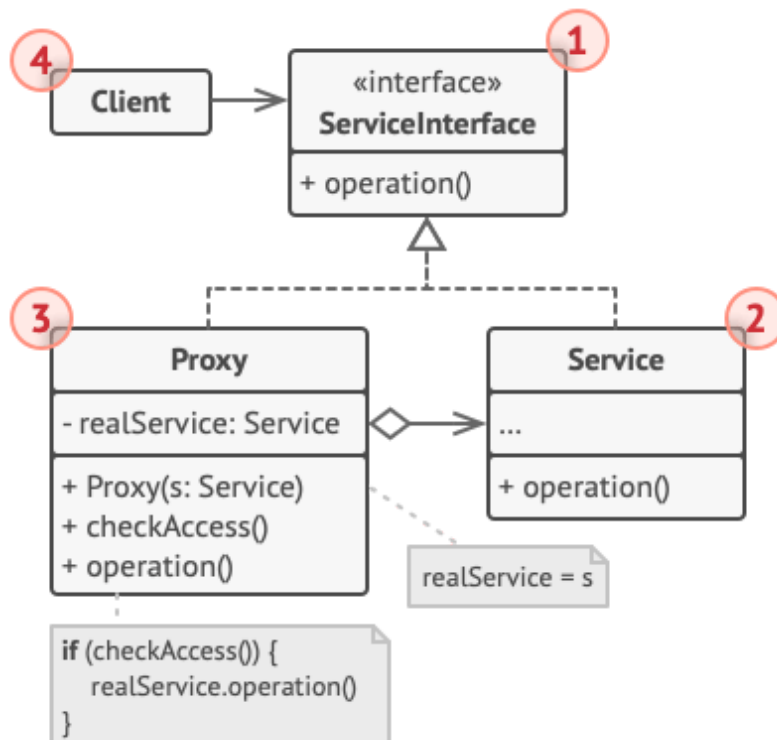 4
Client
1
«interface»
ServiceInterface
+ operation()
3
Proxy
- realService: Service
+ Proxy(s: Service)
+ checkAccess()
+ operation()
2
Service
...
+ operation()
realService = s
if (checkAccess()) {
realService.operation()
}